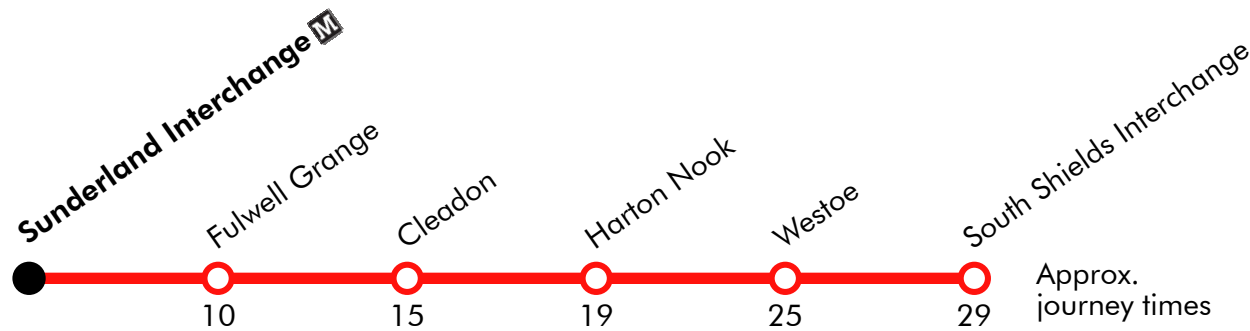 Sunderland Interchange M
Fulwell Grange
Cleadon
Harton Nook
Westoe
South Shields Interchange
10
15
19
25
29
Approx.
journey times